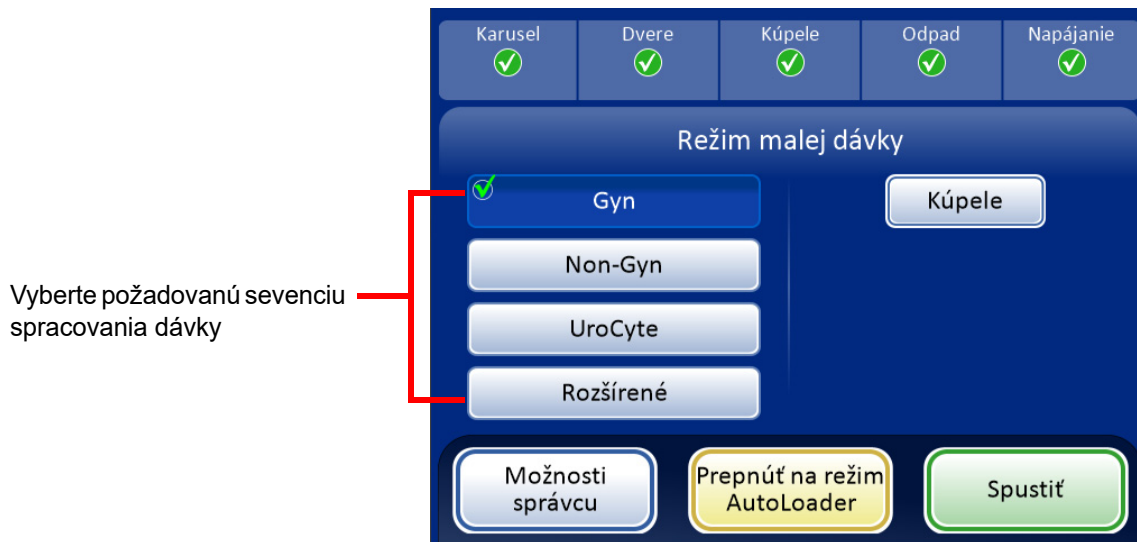 Karusel
Dvere
Kúpele
Odpad
Napájanie
Režim malej dávky
Gyn
Kúpele
Non-Gyn
UroCyte
Rozšírené
Vyberte požadovanú sevenciu
spracovania dávky
Možnosti
správcu
Prepnúť na režim
AutoLoader
Spustiť